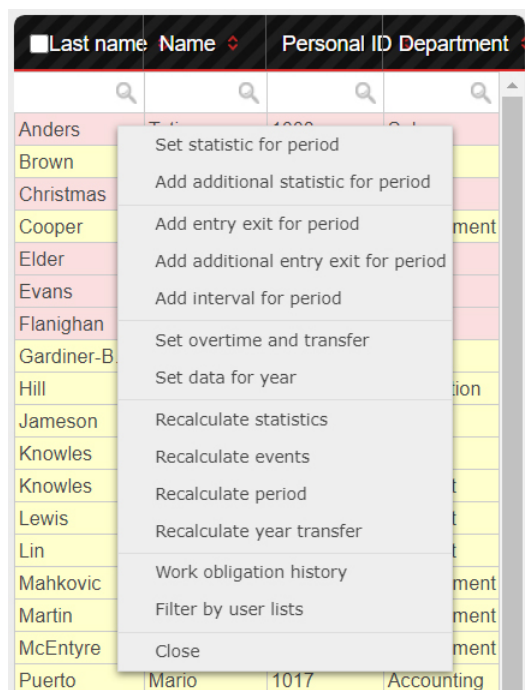 Last name Name Personal ID Department
Anders
Brown
Christmas
Cooper ment
Elder
Evans
Flanighan
Gardiner-B.
Hill tion
Jameson
Knowles
Knowles t
Lewis t
Lin t
Mahkovic ment
Martin ment
McEntyre ment
Puerto Mario 1017 Accounting
Set statistic for period
Add additional statistic for period
Add entry exit for period
Add additional entry exit for period
Add interval for period
Set overtime and transfer
Set data for year
Recalculate statistics
Recalculate events
Recalculate period
Recalculate year transfer
Work obligation history
Filter by user lists
Close